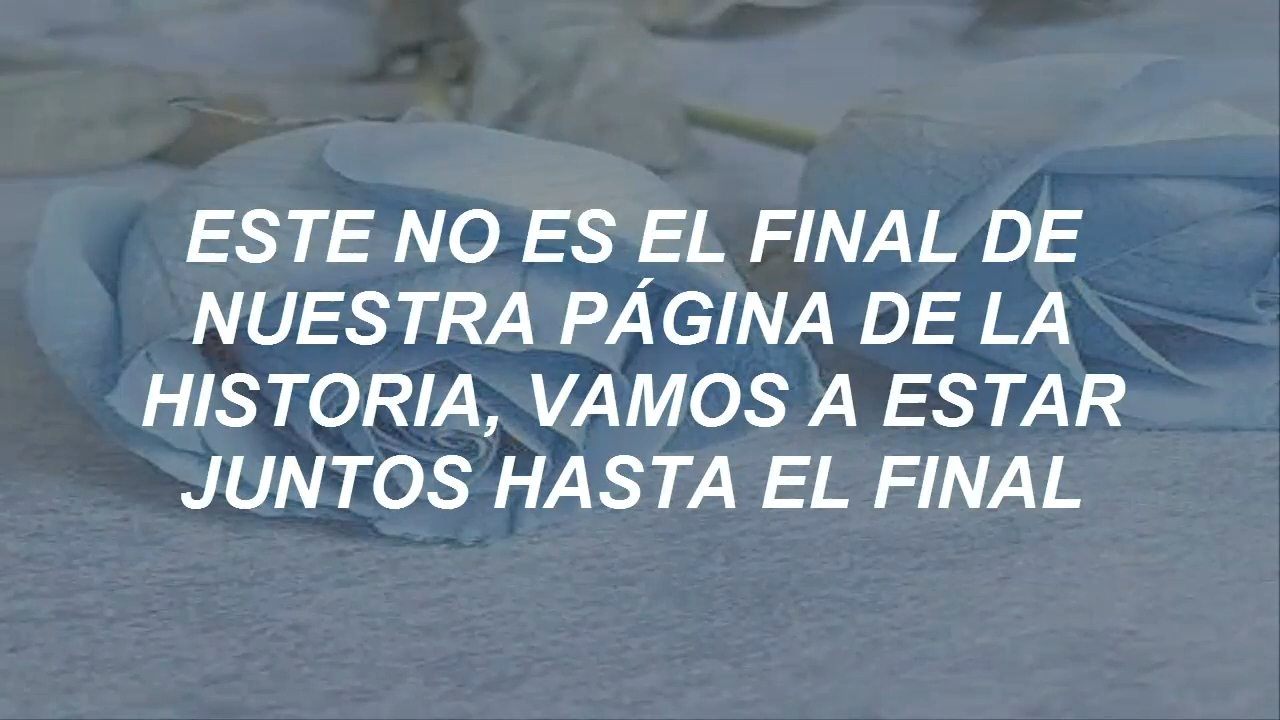 ESTE NO ES EL FINAL DE
NUESTRA PÁGINA DE LA
HISTORIA, VAMOS A ESTAR
JUNTOS HASTA EL FINAL